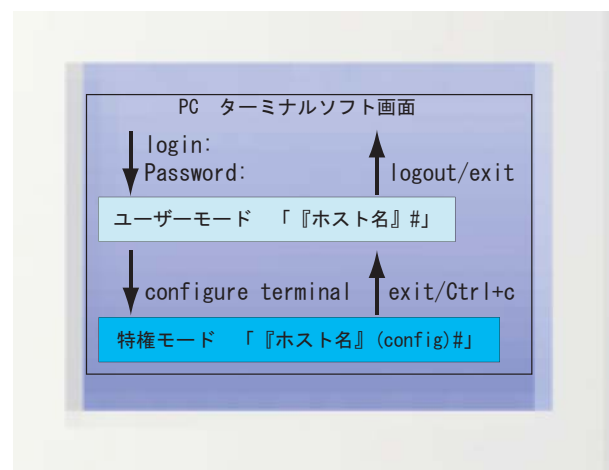 PC ターミナルソフト画面
login:
Password:
logout/exit
ユーザーモード 「『ホスト名』#」
configure terminal
exit/Ctrl+c
特権モード 「『ホスト名』(config)#」